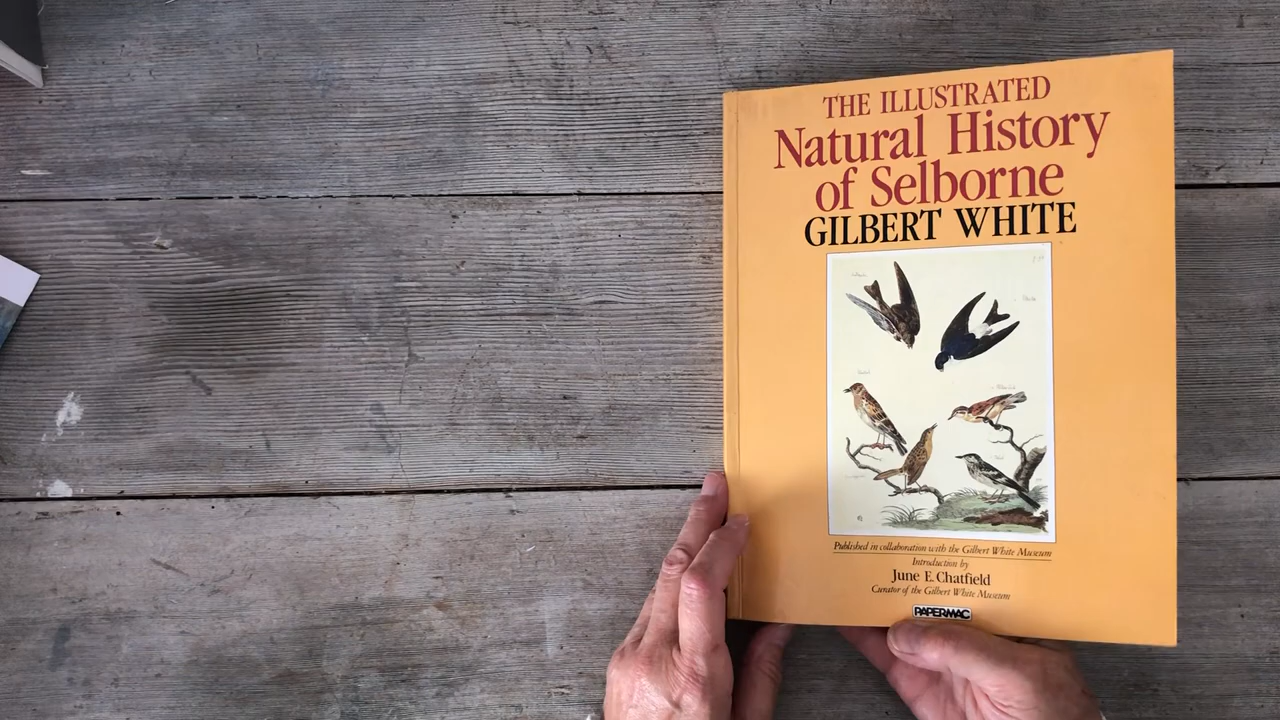 THE ILLUSTRATED
Natural History
of Selborne
GILBERT WHITE
Published in collaboration with the Gilbert White Museum
Introduction by
June E. Chatfield
Curator of the Gilbert White Museum
PAPERMAC